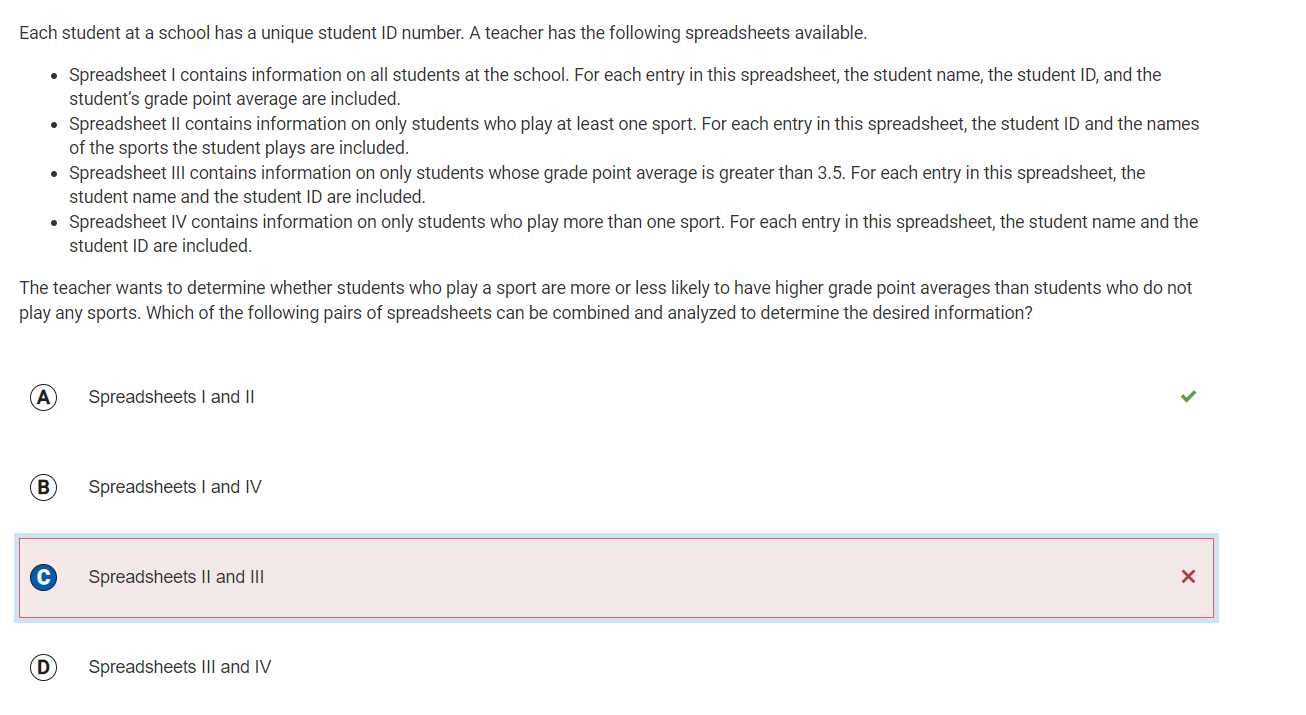 Each student at a school has a unique student ID number. A teacher has the following spreadsheets available.
• Spreadsheet I contains information on all students at the school. For each entry in this spreadsheet, the student name, the student ID, and the
student’s grade point average are included.
• Spreadsheet II contains information on only students who play at least one sport. For each entry in this spreadsheet, the student ID and the names
of the sports the student plays are included.
• Spreadsheet III contains information on only students whose grade point average is greater than 3.5. For each entry in this spreadsheet, the
student name and the student ID are included.
• Spreadsheet IV contains information on only students who play more than one sport. For each entry in this spreadsheet, the student name and the
student ID are included.
The teacher wants to determine whether students who play a sport are more or less likely to have higher grade point averages than students who do not
play any sports. Which of the following pairs of spreadsheets can be combined and analyzed to determine the desired information?
A Spreadsheets I and II
B Spreadsheets I and IV
C Spreadsheets II and III
D Spreadsheets III and IV